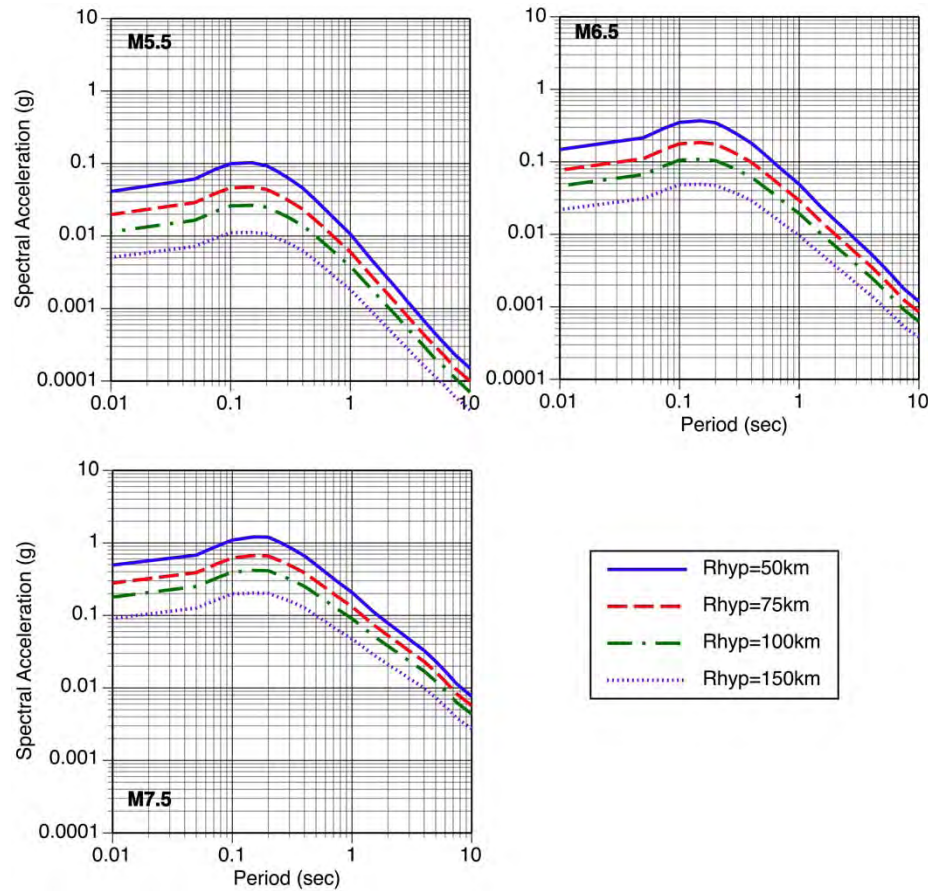 M5.5
Spectral Acceleration (g)
10
1
0.1
0.01
0.001
0.0001
0.01
0.1
1
10
M6.5
10
1
0.1
0.01
0.001
0.0001
0.01
0.1
1
10
Period (sec)
M7.5
Spectral Acceleration (g)
10
1
0.1
0.01
0.001
0.0001
0.01
0.1
1
10
Period (sec)
Rhyp=50km
Rhyp=75km
Rhyp=100km
Rhyp=150km